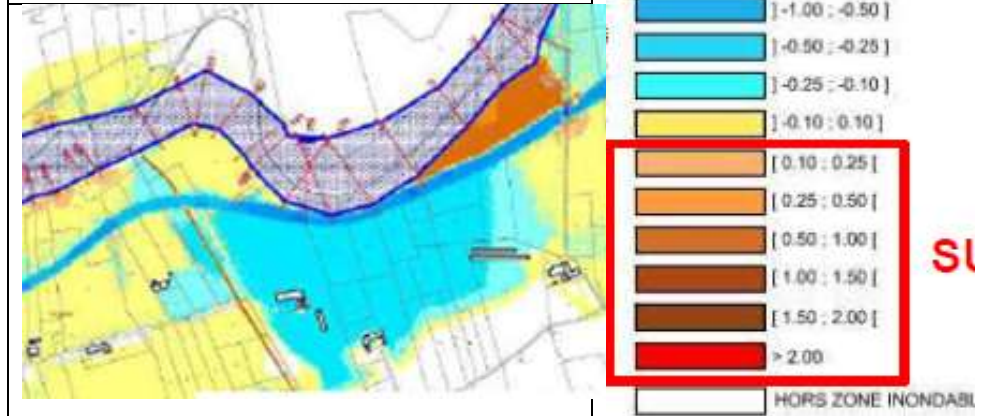 ] -1.00 ; -0.50 ]
] -0.50 ; -0.25 ]
] -0.25 ; -0.10 ]
] -0.10 ; 0.10 ]
[ 0.10 ; 0.25 [
[ 0.25 ; 0.50 [
[ 0.50 ; 1.00 [
[ 1.00 ; 1.50 [
[ 1.50 ; 2.00 [
> 2.00
SU
HORS ZONE INONDABL